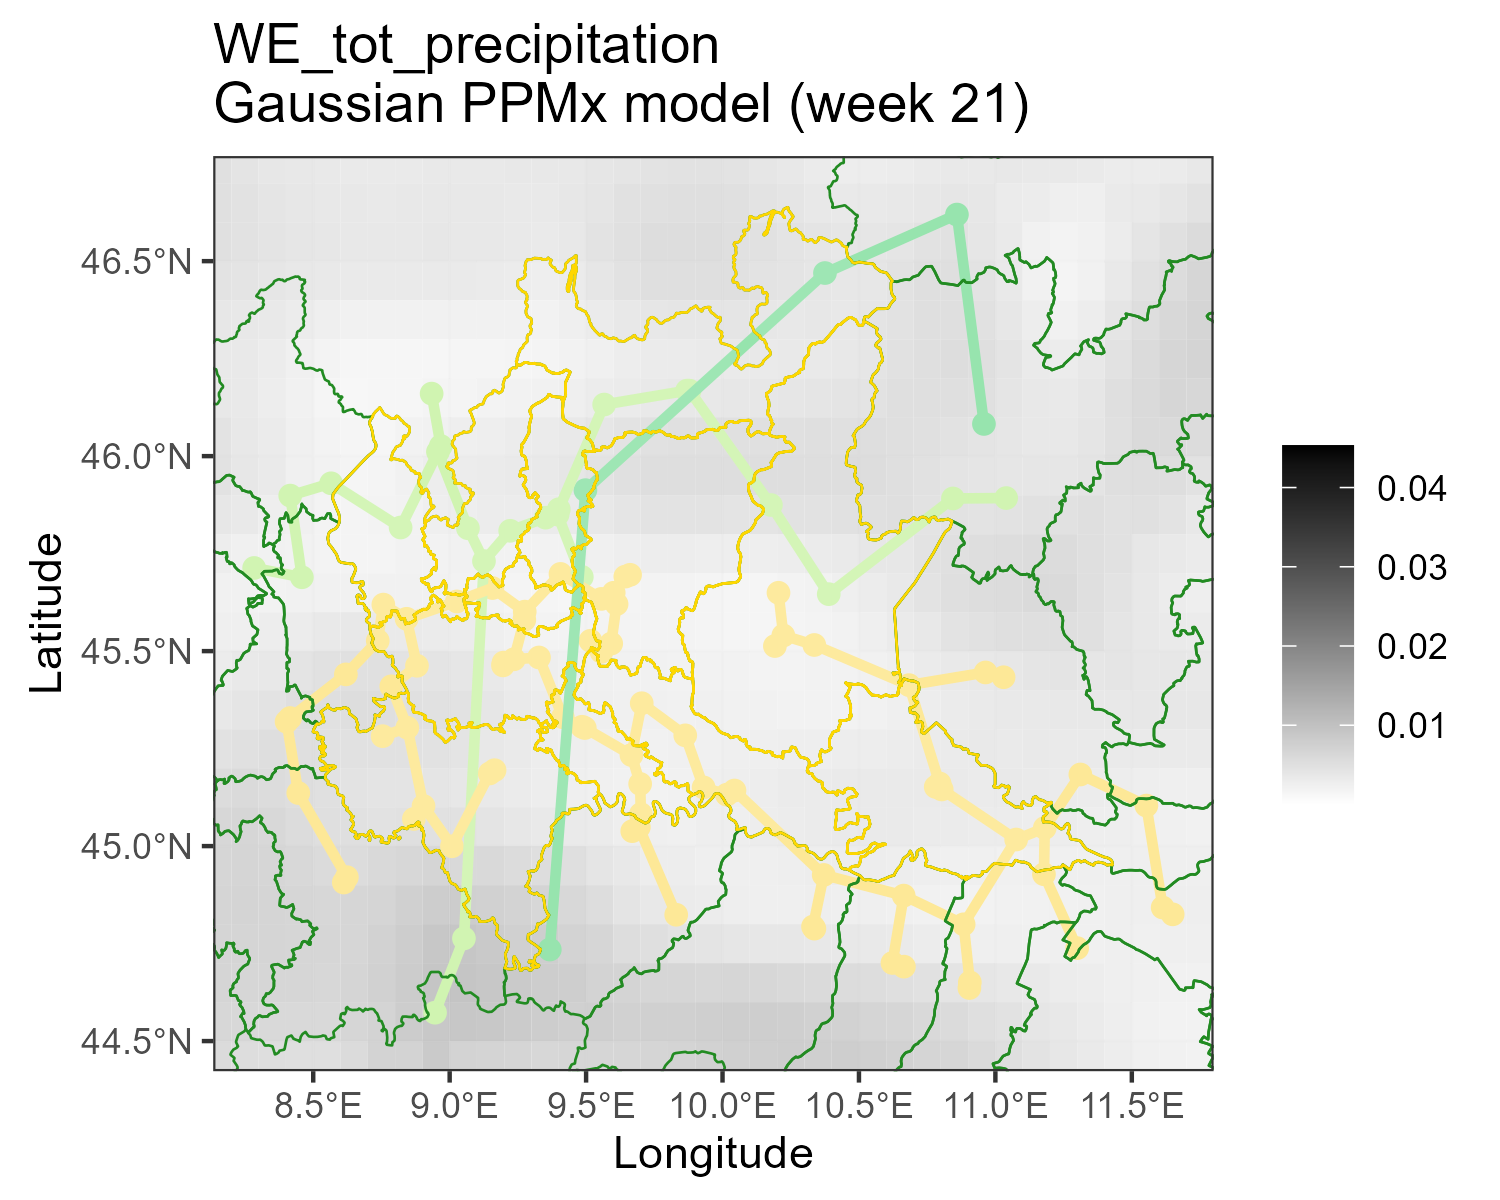 WE_tot_precipitation
Gaussian PPMx model (week 21)
46.5°N
46.0°N
45.5°N
45.0°N
44.5°N
Latitude
8.5°E 9.0°E 9.5°E 10.0°E 10.5°E 11.0°E 11.5°E
Longitude
0.04
0.03
0.02
0.01